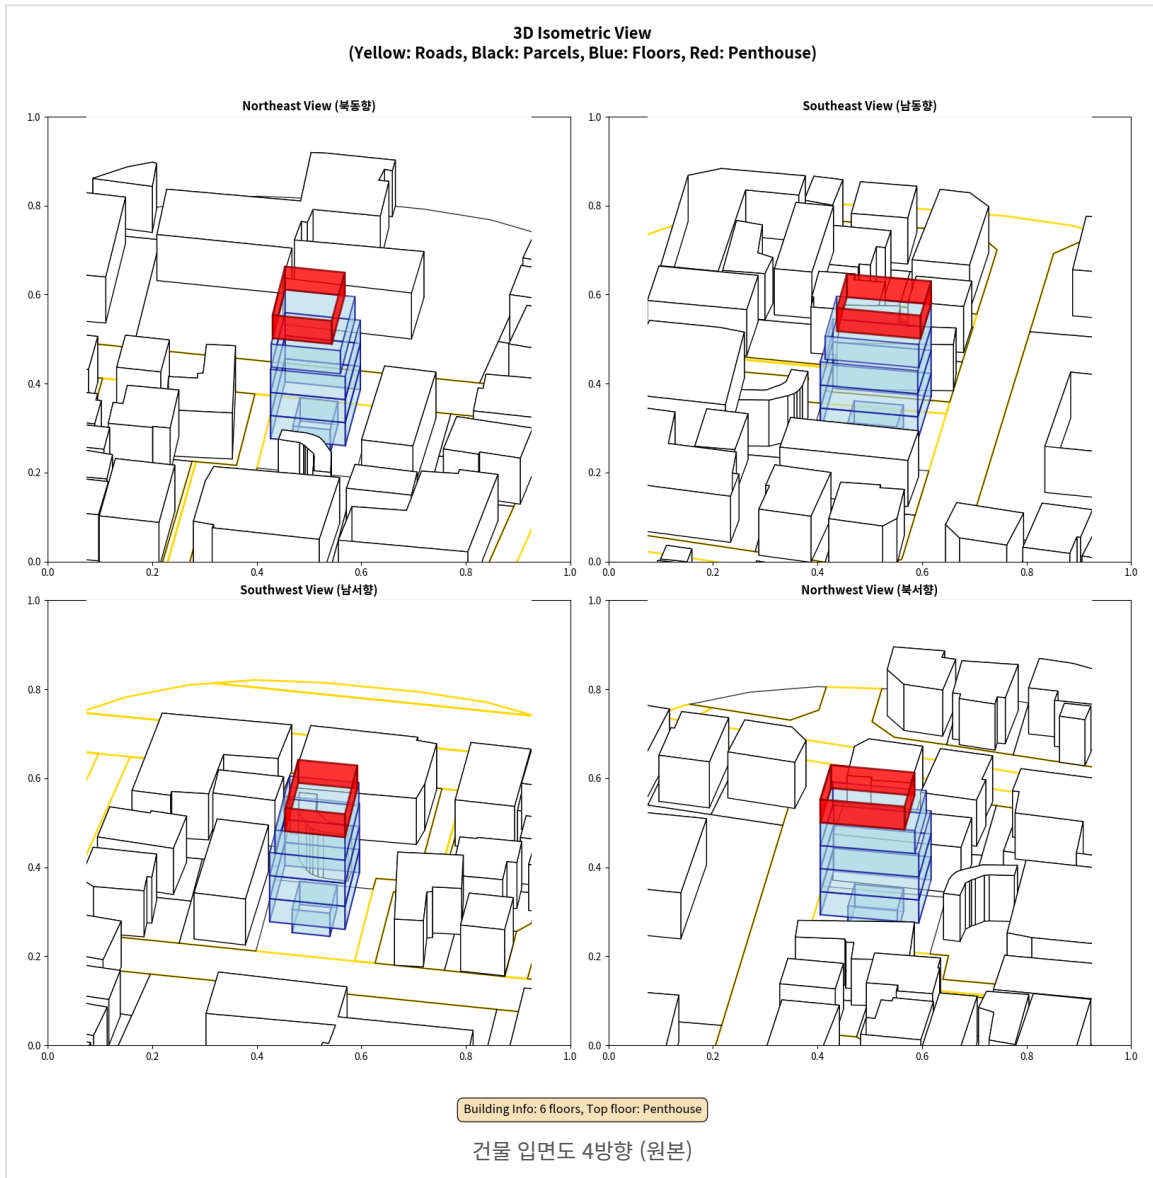 3D Isometric View
(Yellow: Roads, Black: Parcels, Blue: Floors, Red: Penthouse)
Northeast View (북동향)
1.0
0.8
0.6
0.4
0.2
0.0
0.0 0.2 0.4 0.6 0.8 1.0
Southeast View (남동향)
1.0
0.8
0.6
0.4
0.2
0.0
0.0 0.2 0.4 0.6 0.8 1.0
Southwest View (남서향)
1.0
0.8
0.6
0.4
0.2
0.0
0.0 0.2 0.4 0.6 0.8 1.0
Northwest View (북서향)
1.0
0.8
0.6
0.4
0.2
0.0
0.0 0.2 0.4 0.6 0.8 1.0
Building Info: 6 floors, Top floor: Penthouse
건물 입면도 4방향 (원본)